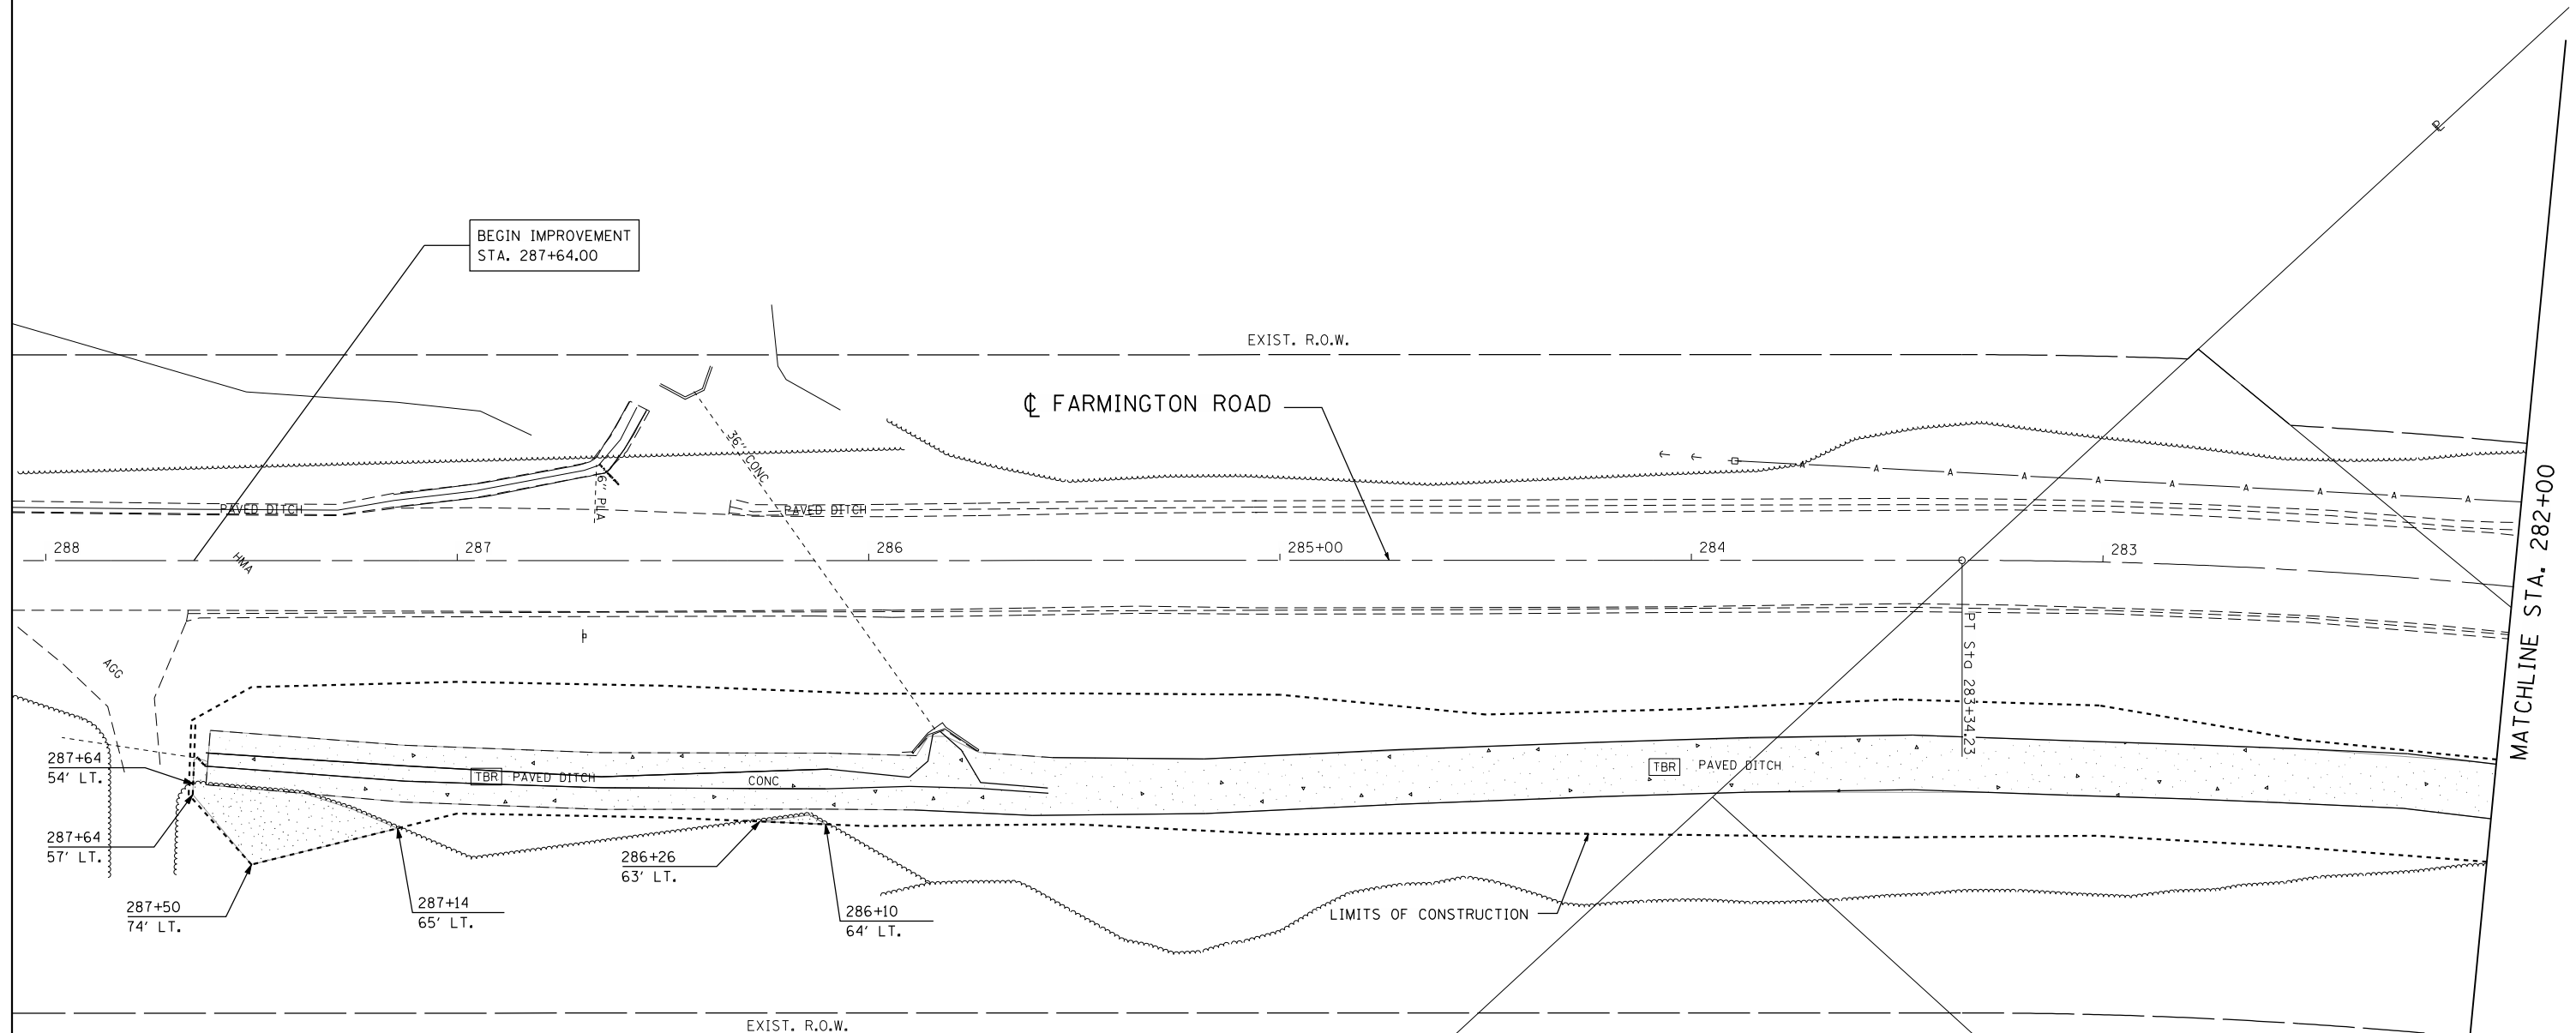 BEGIN IMPROVEMENT
STA. 287+64.00
EXIST. R.O.W.
℄ FARMINGTON ROAD
36'' CONC
6'' PLA
PAVED DITCH
PAVED DITCH
288
287
286
285+00
284
283
HMA
AGG
PT Sta 283+34.23
MATCHLINE STA. 282+00
287+64
54' LT.
TBR PAVED DITCH
CONC
TBR PAVED DITCH
287+64
57' LT.
286+26
63' LT.
287+50
74' LT.
287+14
65' LT.
286+10
64' LT.
LIMITS OF CONSTRUCTION
EXIST. R.O.W.
A A A A A A A A A A
P
℄